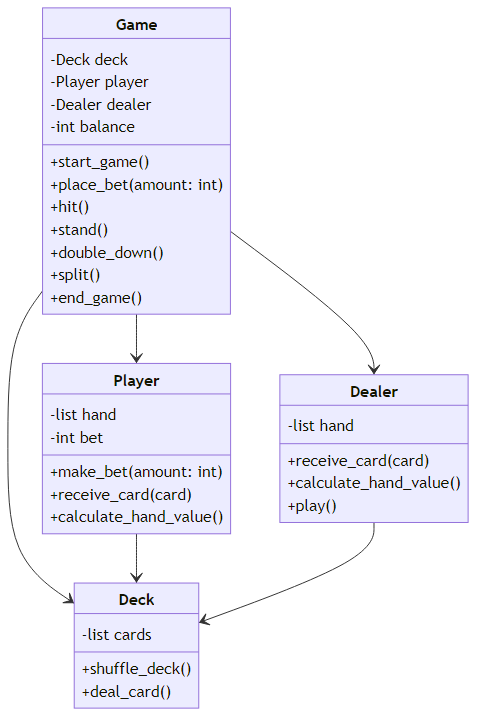 Game
-Deck deck
-Player player
-Dealer dealer
-int balance
+start_game()
+place_bet(amount: int)
+hit()
+stand()
+double_down()
+split()
+end_game()
Player
-list hand
-int bet
+make_bet(amount: int)
+receive_card(card)
+calculate_hand_value()
Dealer
-list hand
+receive_card(card)
+calculate_hand_value()
+play()
Deck
-list cards
+shuffle_deck()
+deal_card()